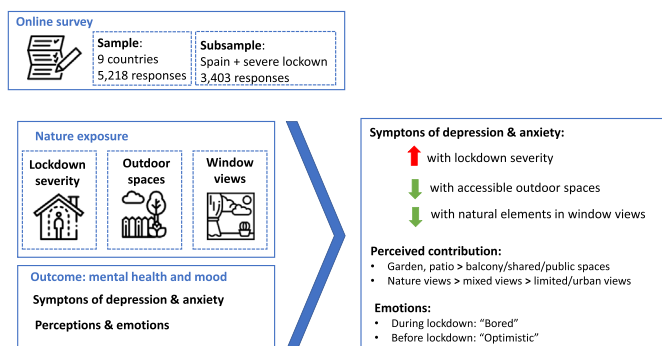 Online survey
Sample:
9 countries
5,218 responses
Subsample:
Spain + severe lockown
3,403 responses
Nature exposure
Lockdown
severity
Outdoor
spaces
Window
views
Outcome: mental health and mood
Symptons of depression & anxiety
Perceptions & emotions
Symptons of depression & anxiety:
with lockdown severity
with accessible outdoor spaces
with natural elements in window views
Perceived contribution:
• Garden, patio > balcony/shared/public spaces
• Nature views > mixed views > limited/urban views
Emotions:
• During lockdown: “Bored”
• Before lockdown: “Optimistic”